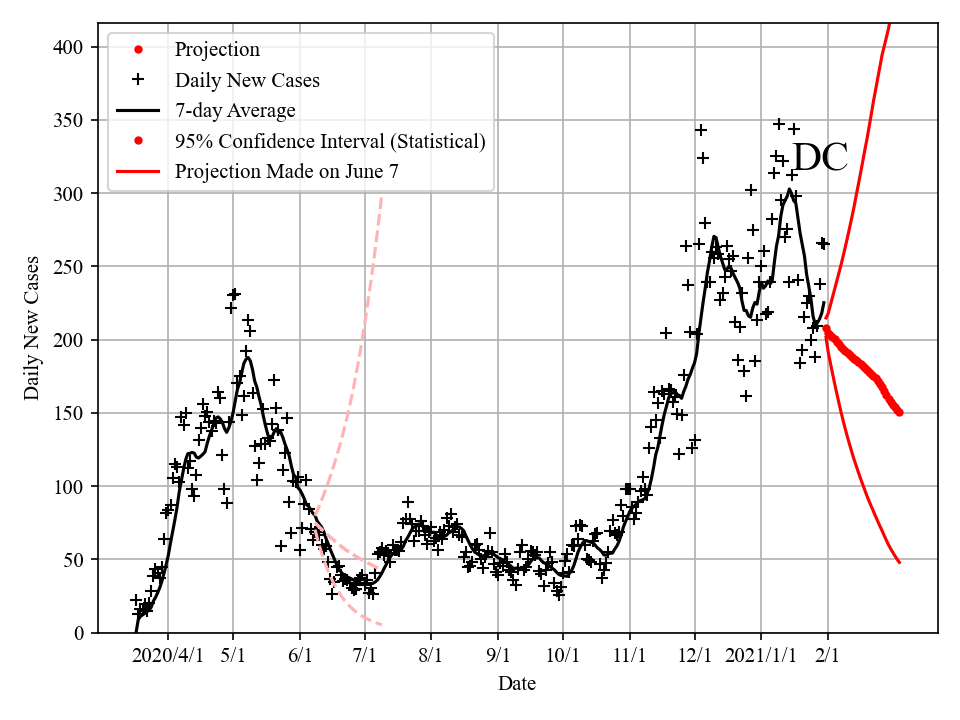 400
350
300
250
200
150
100
50
0
Daily New Cases
Projection
Daily New Cases
7-day Average
95% Confidence Interval (Statistical)
Projection Made on June 7
DC
2020/4/1 5/1 6/1 7/1 8/1 9/1 10/1 11/1 12/1 2021/1/1 2/1
Date